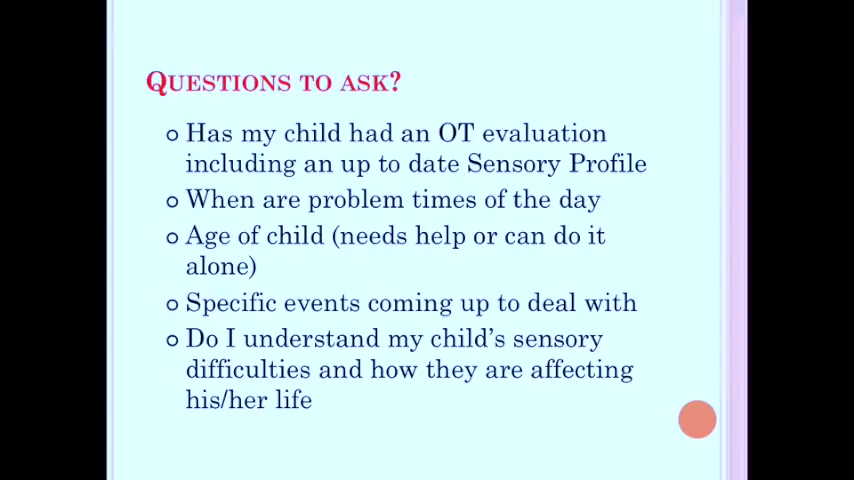 Questions to ask?
Has my child had an OT evaluation
including an up to date Sensory Profile
When are problem times of the day
Age of child (needs help or can do it
alone)
Specific events coming up to deal with
Do I understand my child's sensory
difficulties and how they are affecting
his/her life